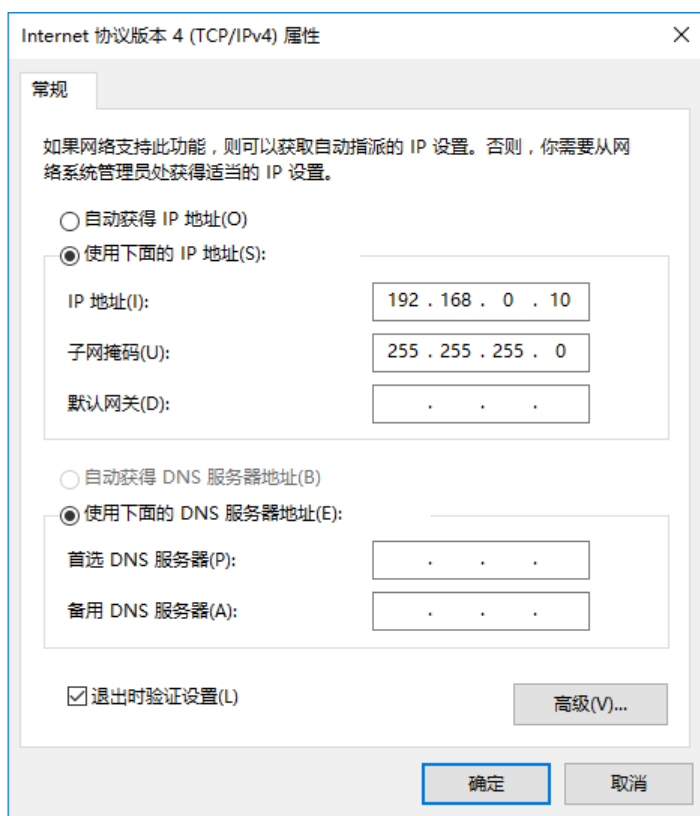 Internet 协议版本 4 (TCP/IPv4) 属性
常规
如果网络支持此功能，则可以获取自动指派的 IP 设置。否则，你需要从网
络系统管理员处获得适当的 IP 设置。
自动获得 IP 地址(O)
使用下面的 IP 地址(S):
IP 地址(I): 192 . 168 . 0 . 10
子网掩码(U): 255 . 255 . 255 . 0
默认网关(D): . . .
自动获得 DNS 服务器地址(B)
使用下面的 DNS 服务器地址(E):
首选 DNS 服务器(P): . . .
备用 DNS 服务器(A): . . .
退出时验证设置(L)
高级(V)...
确定 取消